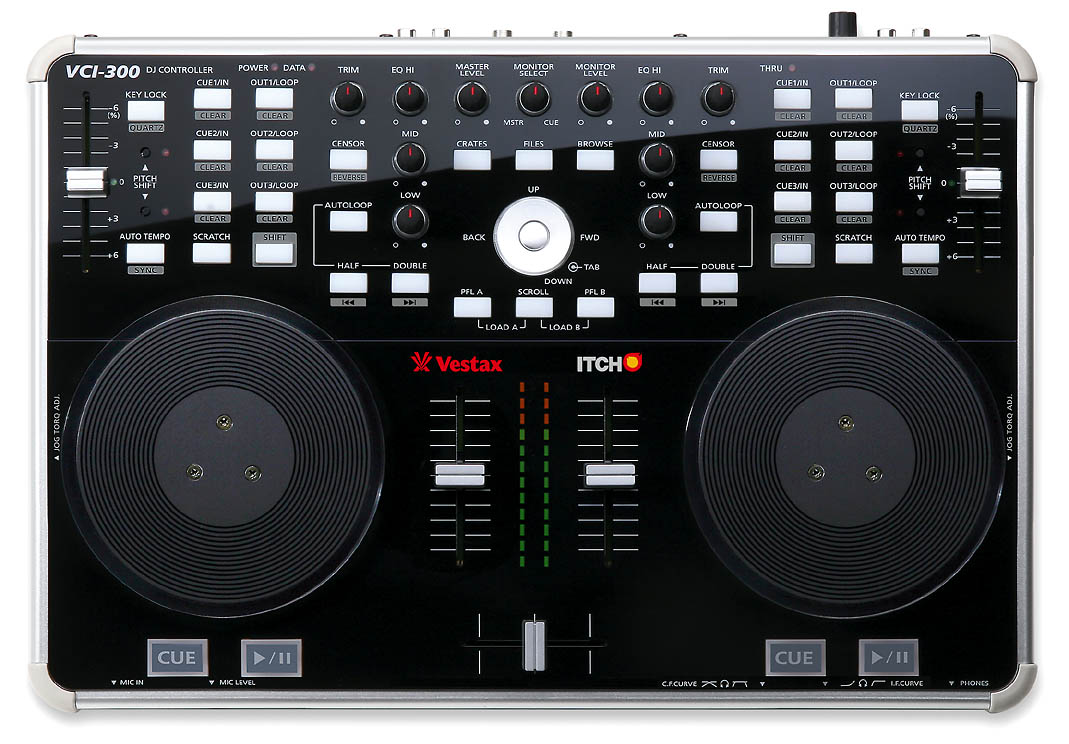 VCI-300 DJ CONTROLLER
POWER DATA
TRIM EQ HI MASTER LEVEL MONITOR SELECT MONITOR LEVEL EQ HI TRIM
THRU
MSTR CUE
KEY LOCK
QUARTZ
CUE1/IN OUT1/LOOP
CLEAR CLEAR
CUE2/IN OUT2/LOOP
CLEAR CLEAR
CUE3/IN OUT3/LOOP
CLEAR CLEAR
-6
(%)
-3
0
+3
+6
PITCH
SHIFT
AUTO TEMPO
SYNC
SCRATCH SHIFT
CENSOR
REVERSE
MID
LOW
AUTOLOOP
HALF DOUBLE
CRATES FILES BROWSE
UP
BACK FWD
TAB
DOWN
PFL A SCROLL PFL B
LOAD A LOAD B
MID
LOW
CENSOR
REVERSE
AUTOLOOP
HALF DOUBLE
CUE1/IN OUT1/LOOP
CLEAR CLEAR
CUE2/IN OUT2/LOOP
CLEAR CLEAR
CUE3/IN OUT3/LOOP
CLEAR CLEAR
SHIFT SCRATCH
KEY LOCK
QUARTZ
-6
(%)
-3
0
+3
+6
PITCH
SHIFT
AUTO TEMPO
SYNC
Vestax ITCH
JOG TORQ ADJ.
JOG TORQ ADJ.
CUE
CUE
MIC IN MIC LEVEL
C.F.CURVE I.F.CURVE PHONES